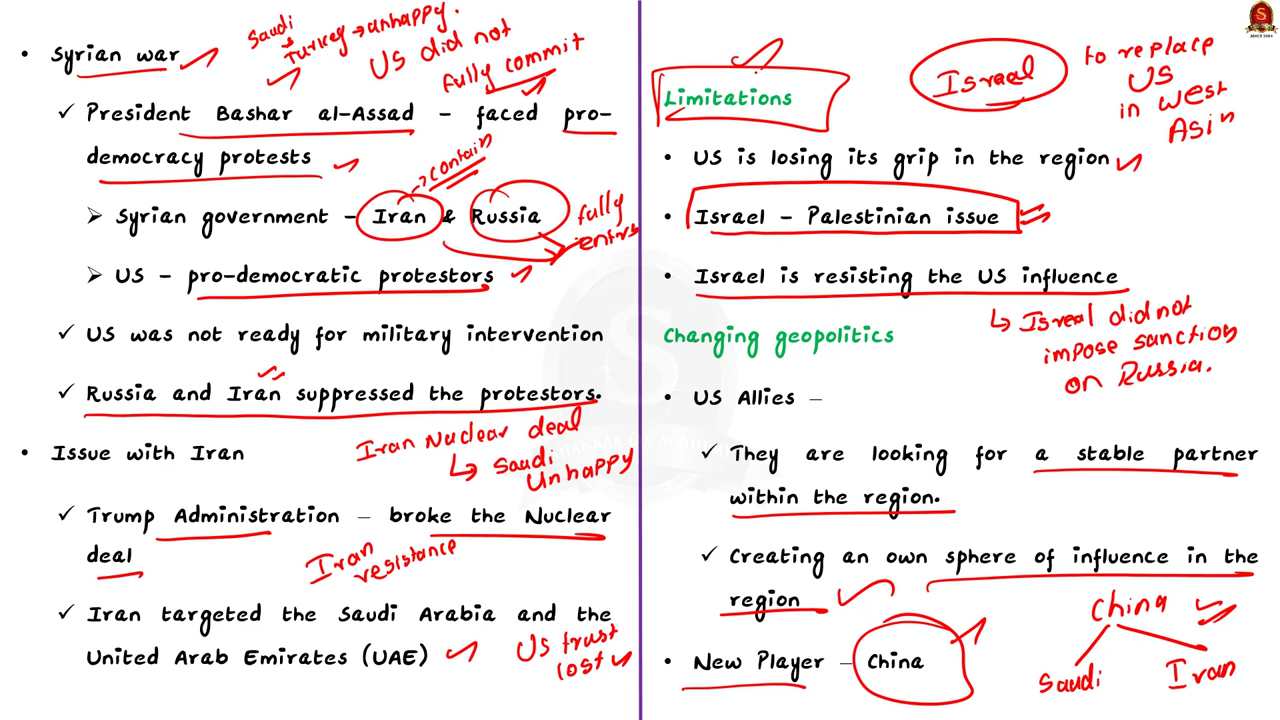 Saudi
& Turkey → unhappy.
US did not
fully commit
• Syrian war
✓ President Bashar al-Assad - faced pro-
democracy protests
→ contain
➢ Syrian government - Iran & Russia
fully
enters
➢ US - pro-democratic protestors
✓ US was not ready for military intervention
✓ Russia and Iran suppressed the protestors.
Iran Nuclear deal
↳ Saudi
Unhappy
• Issue with Iran
✓ Trump Administration - broke the Nuclear
deal
Iran
resistance
✓ Iran targeted the Saudi Arabia and the
United Arab Emirates (UAE)
US trust
lost
Israel
to replace
US
in west
Asia
Limitations
• US is losing its grip in the region
• Israel - Palestinian issue
• Israel is resisting the US influence
↳ Isreal did not
impose sanction
on Russia.
Changing geopolitics
• US Allies -
✓ They are looking for a stable partner
within the region.
✓ Creating an own sphere of influence in the
region
China
Saudi Iran
• New Player - China